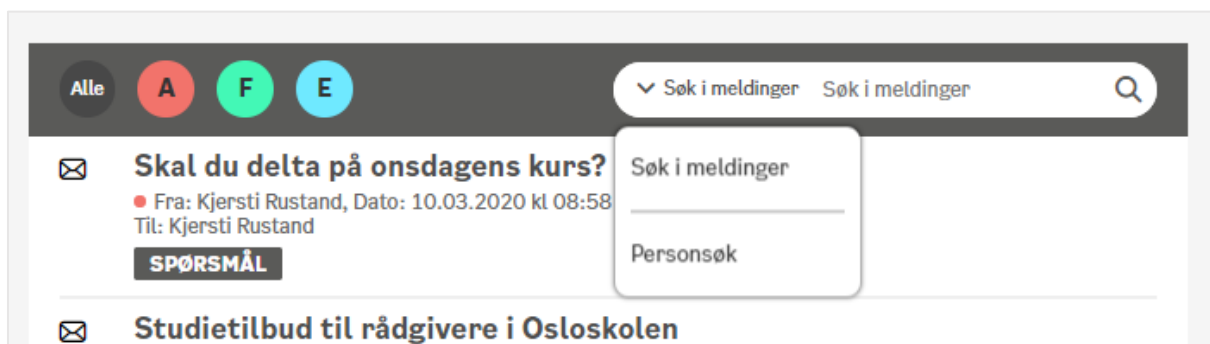 Alle A F E Søk i meldinger Søk i meldinger
Skal du delta på onsdagens kurs?
Fra: Kjersti Rustand, Dato: 10.03.2020 kl 08:58
Til: Kjersti Rustand
SPØRSMÅL
Søk i meldinger
Personsøk
Studietilbud til rådgivere i Osloskolen